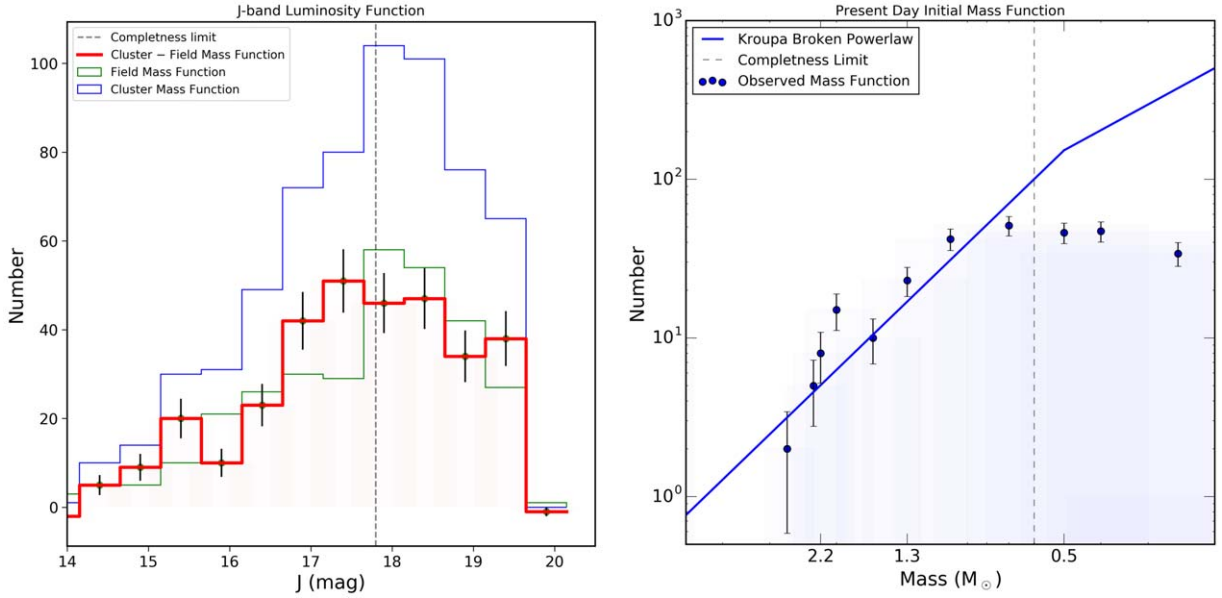 J-band Luminosity Function
Completness limit
Cluster − Field Mass Function
Field Mass Function
Cluster Mass Function
100
80
60
40
20
0
Number
14 15 16 17 18 19 20
J (mag)
Present Day Initial Mass Function
Kroupa Broken Powerlaw
Completness Limit
Observed Mass Function
10³
10²
10¹
10⁰
Number
2.2 1.3 0.5
Mass (M☉)